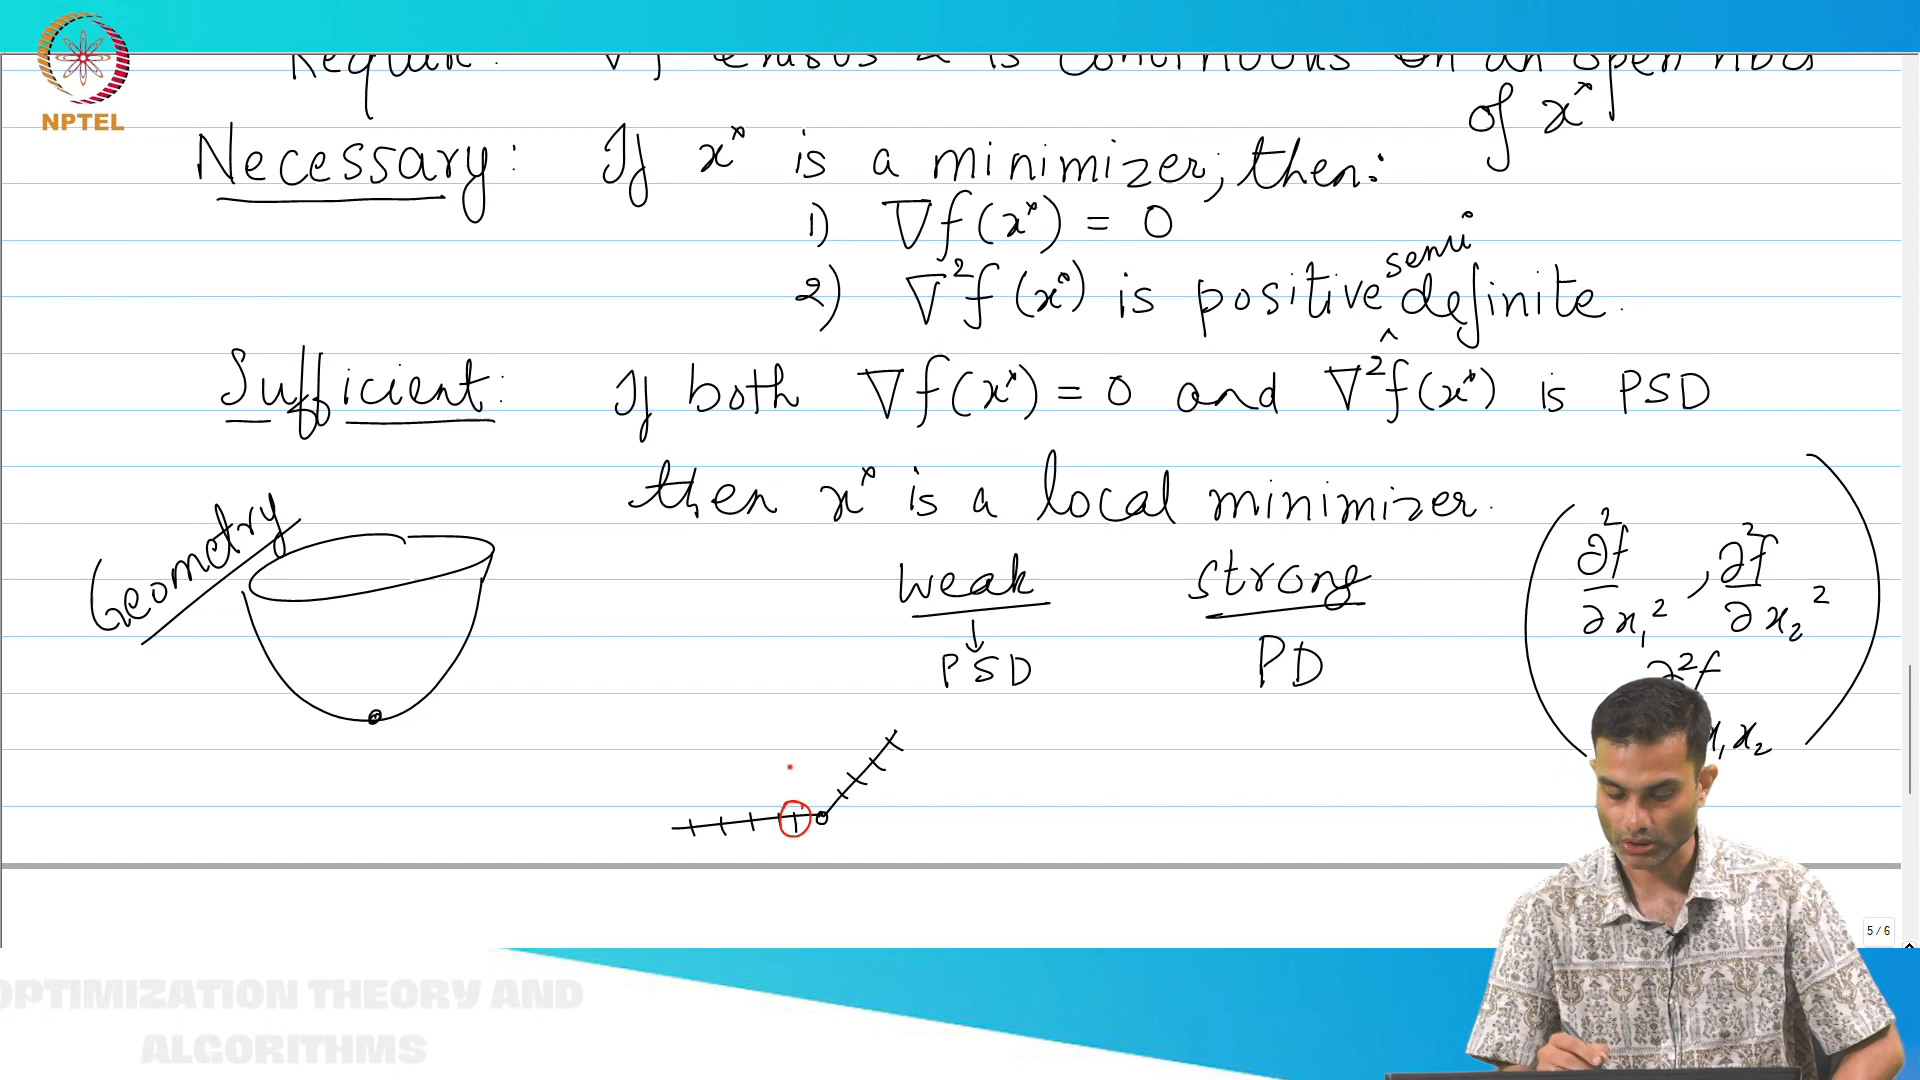 NPTEL
of x*
Necessary: If x* is a minimizer, then:
1) ∇f(x*) = 0
2) ∇²f(x*) is positive semi definite.
Sufficient: If both ∇f(x*) = 0 and ∇²f(x*) is PSD
then x* is a local minimizer.
Geometry
weak strong
↓
PSD PD
∂²f/∂x₁², ∂²f/∂x₂²
∂²f
x₁x₂
5/6
OPTIMIZATION THEORY AND
ALGORITHMS